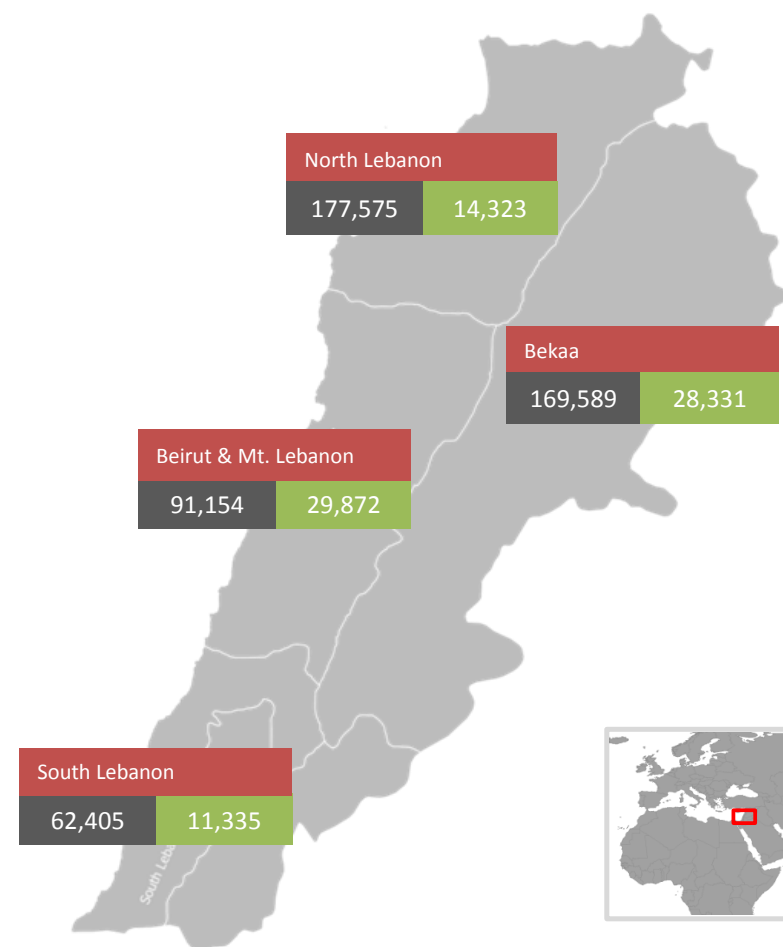 North Lebanon
177,575 14,323
Bekaa
169,589 28,331
Beirut & Mt. Lebanon
91,154 29,872
South Lebanon
62,405 11,335
South